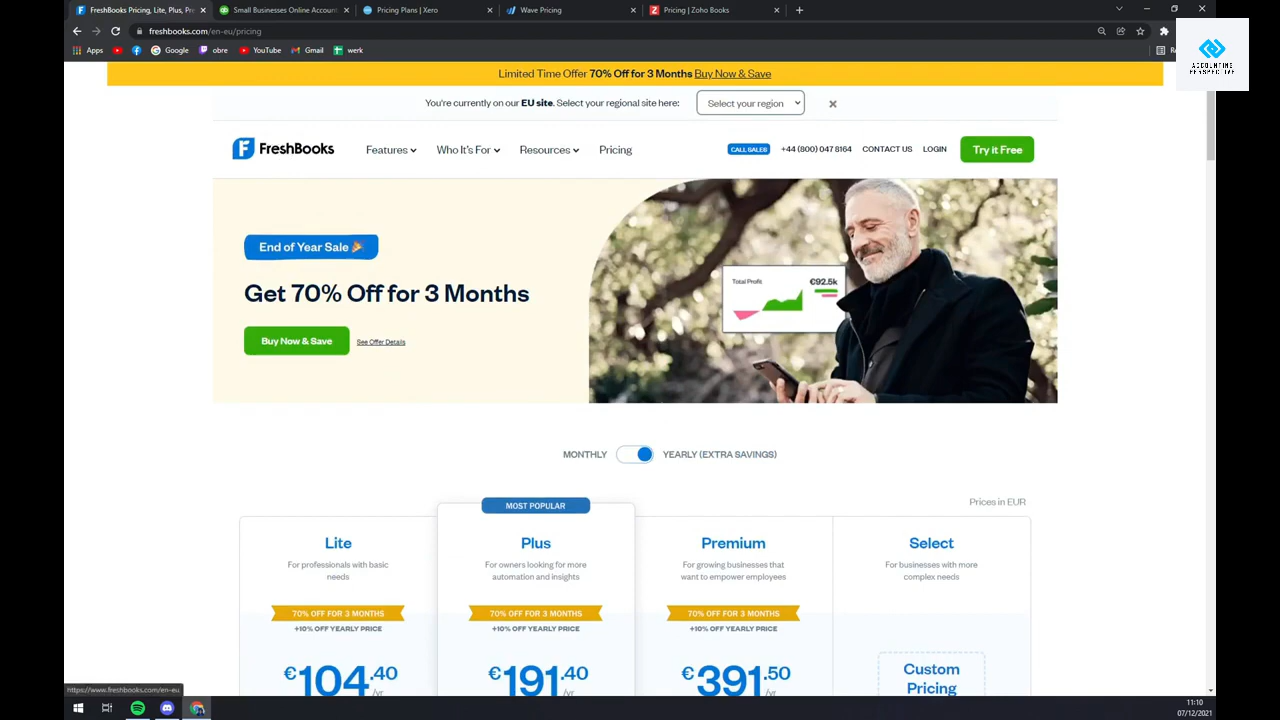 FreshBooks Pricing, Lite, Plus, Pr
Small Businesses Online Account
Pricing Plans | Xero
Wave Pricing
Pricing | Zoho Books
freshbooks.com/en-eu/pricing
Apps
Google
obre
YouTube
Gmail
werk
ACCOUNTING
PERSPECTIVE
Limited Time Offer 70% Off for 3 Months Buy Now & Save
You're currently on our EU site. Select your regional site here:
Select your region
FreshBooks
Features
Who It's For
Resources
Pricing
CALL SALES
+44 (800) 047 8164
CONTACT US
LOGIN
Try it Free
End of Year Sale
Get 70% Off for 3 Months
Buy Now & Save
See Offer Details
Total Profit
€92.5k
MONTHLY
YEARLY (EXTRA SAVINGS)
Prices in EUR
MOST POPULAR
Lite
For professionals with basic
needs
70% OFF FOR 3 MONTHS
+10% OFF YEARLY PRICE
€104.40
/yr
Plus
For owners looking for more
automation and insights
70% OFF FOR 3 MONTHS
+10% OFF YEARLY PRICE
€191.40
/yr
Premium
For growing businesses that
want to empower employees
70% OFF FOR 3 MONTHS
+10% OFF YEARLY PRICE
€391.50
/yr
Select
For businesses with more
complex needs
Custom
Pricing
https://www.freshbooks.com/en-eu
11:10
07/12/2021